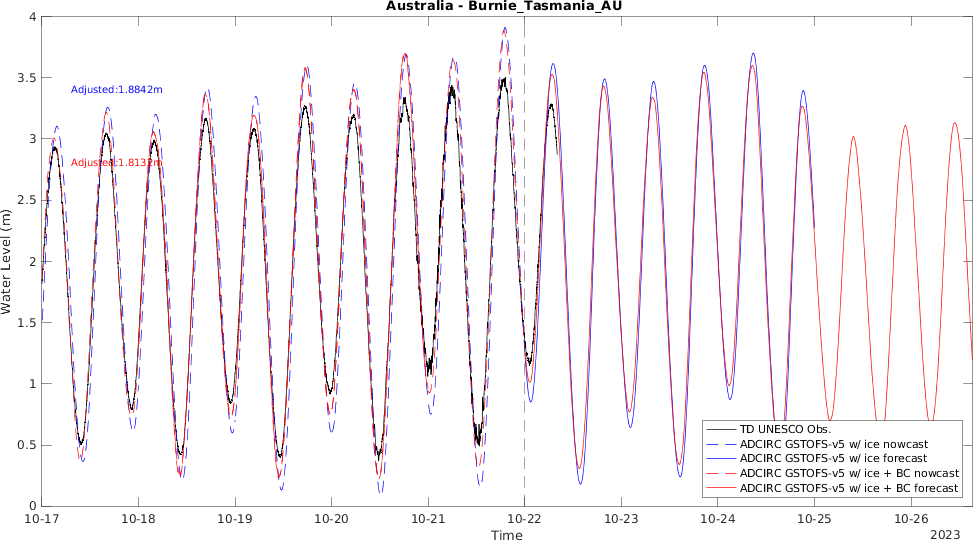 Australia - Burnie_Tasmania_AU
4
3.5
3
2.5
2
1.5
1
0.5
0
Water Level (m)
Adjusted:1.8842m
Adjusted:1.8132m
TD UNESCO Obs.
ADCIRC GSTOFS-v5 w/ ice nowcast
ADCIRC GSTOFS-v5 w/ ice forecast
ADCIRC GSTOFS-v5 w/ ice + BC nowcast
ADCIRC GSTOFS-v5 w/ ice + BC forecast
10-17 10-18 10-19 10-20 10-21 10-22 10-23 10-24 10-25 10-26
Time
2023